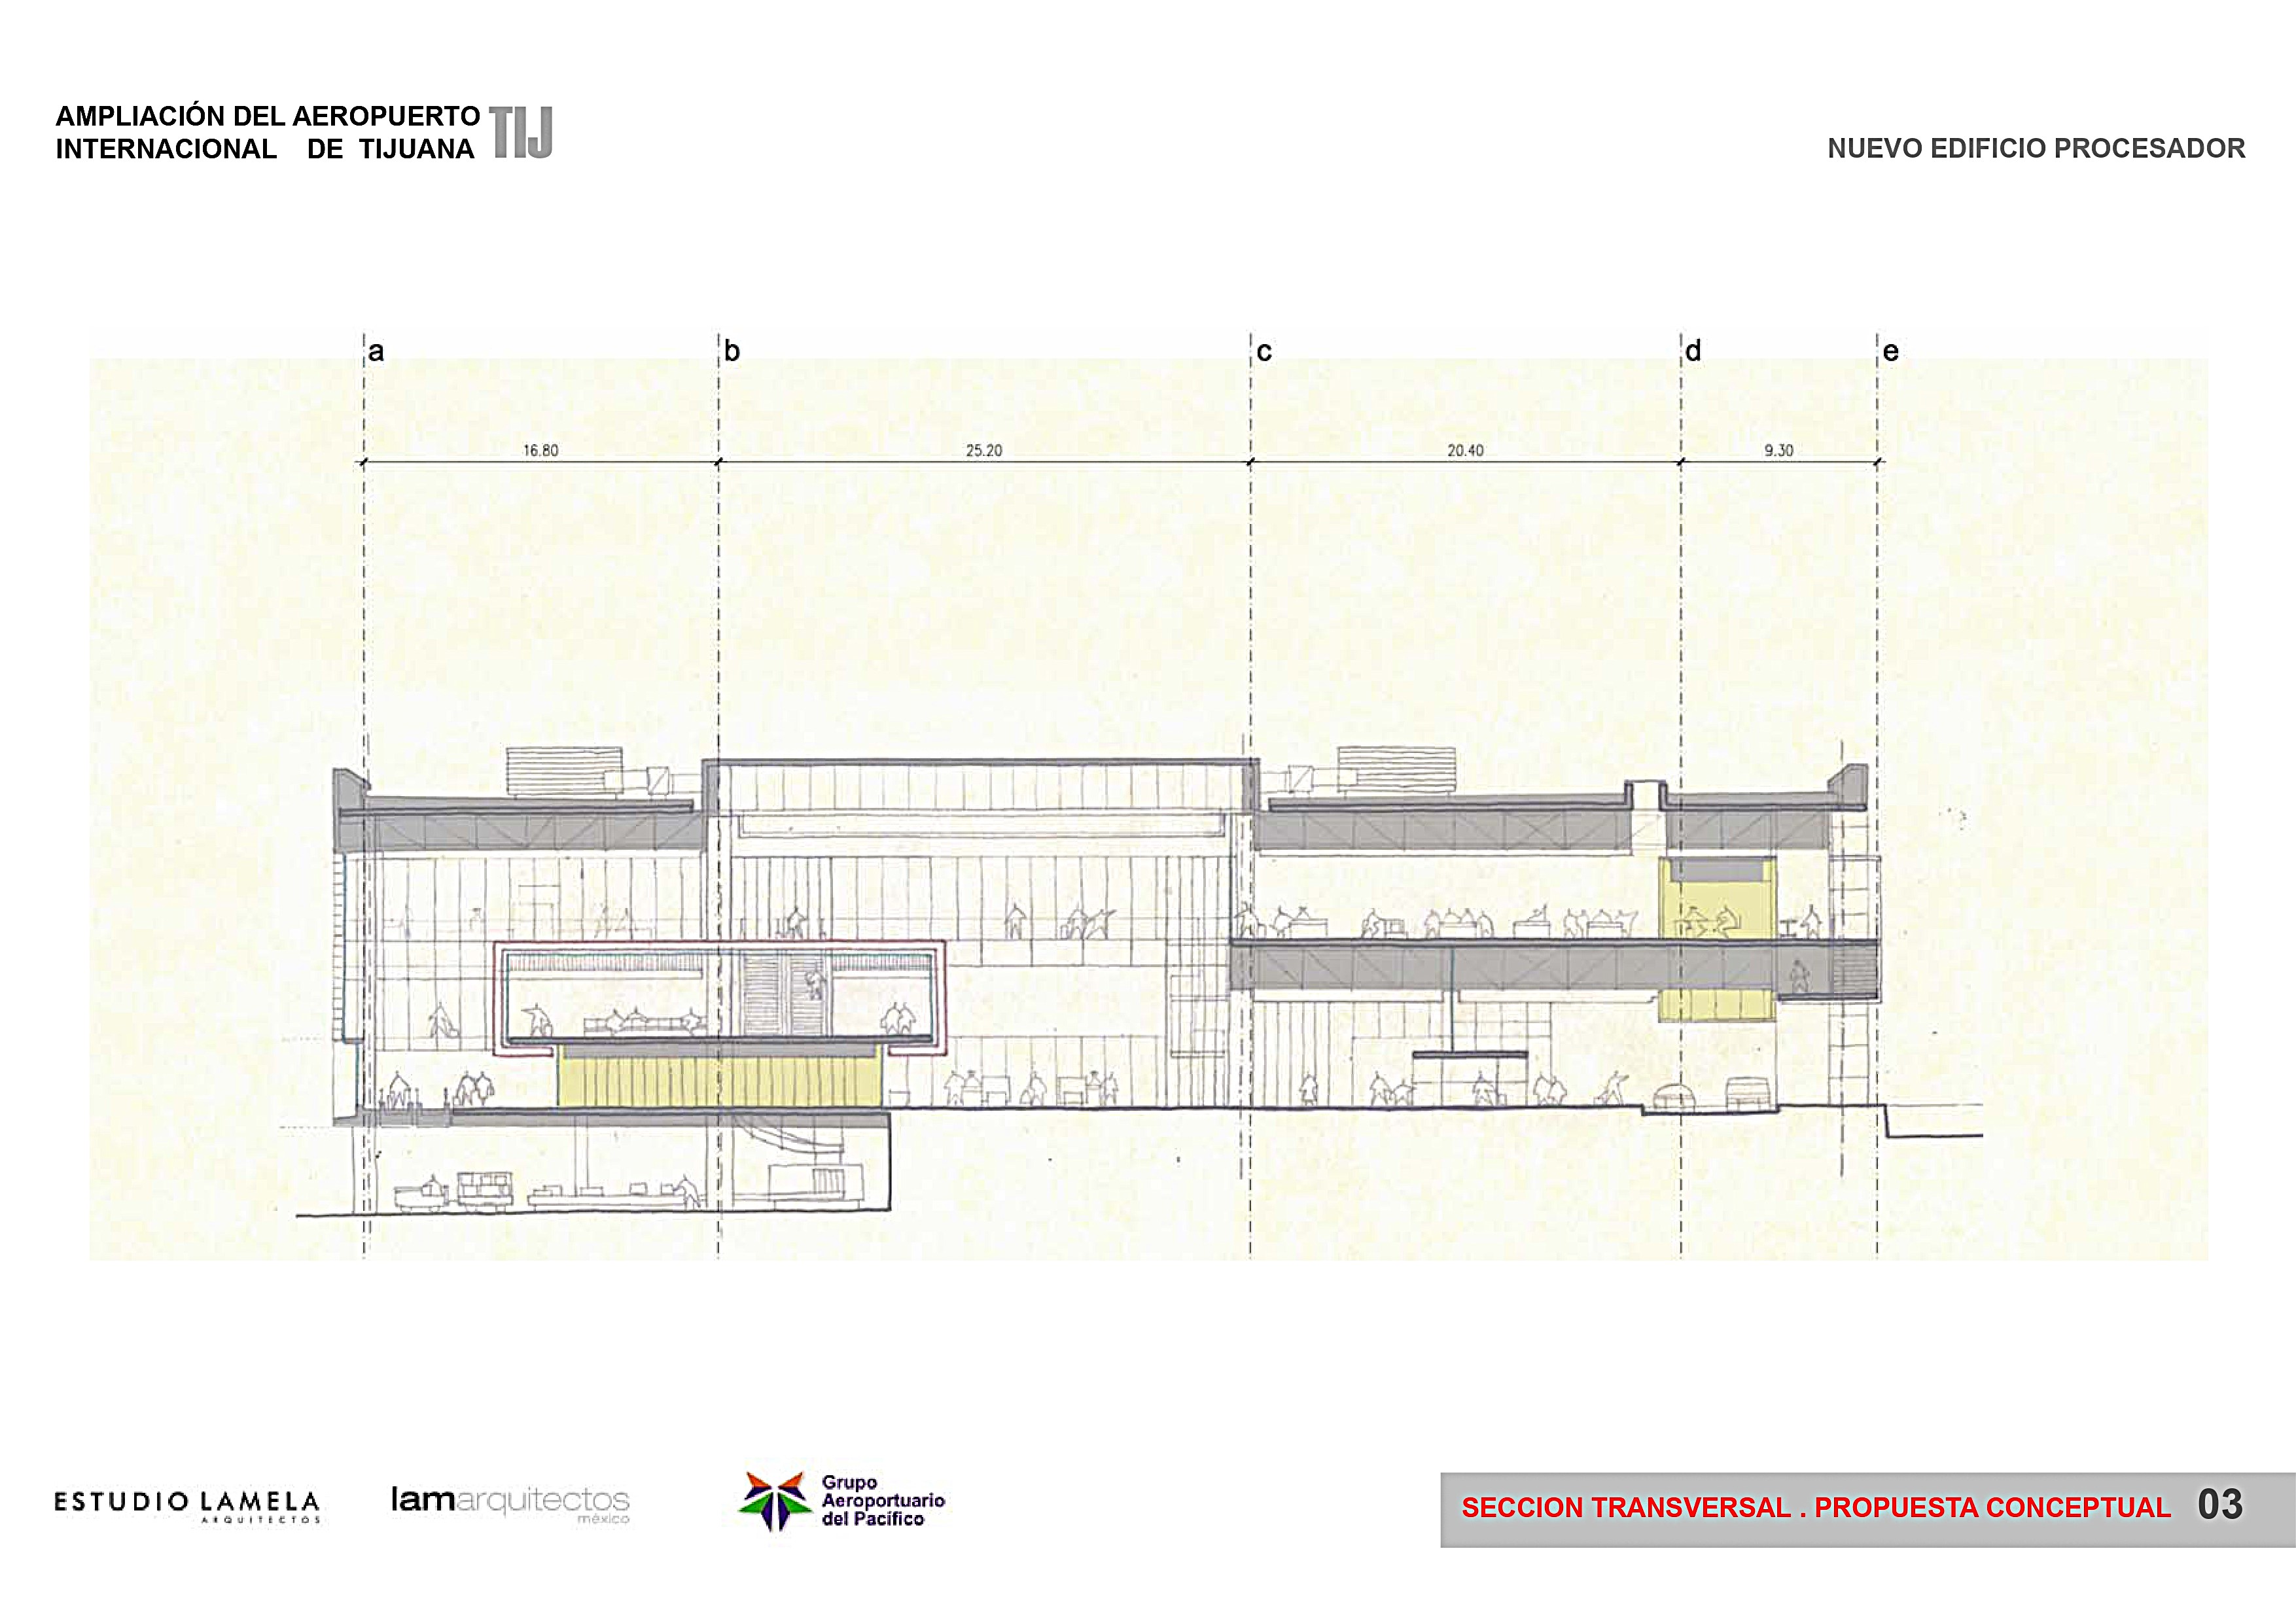 AMPLIACIÓN DEL AEROPUERTO
INTERNACIONAL DE TIJUANA
TIJ
NUEVO EDIFICIO PROCESADOR
a
b
c
d
e
16.80
25.20
20.40
9.30
ESTUDIO LAMELA
ARQUITECTOS
lamarquitectos
méxico
Grupo
Aeroportuario
del Pacífico
SECCION TRANSVERSAL . PROPUESTA CONCEPTUAL 03